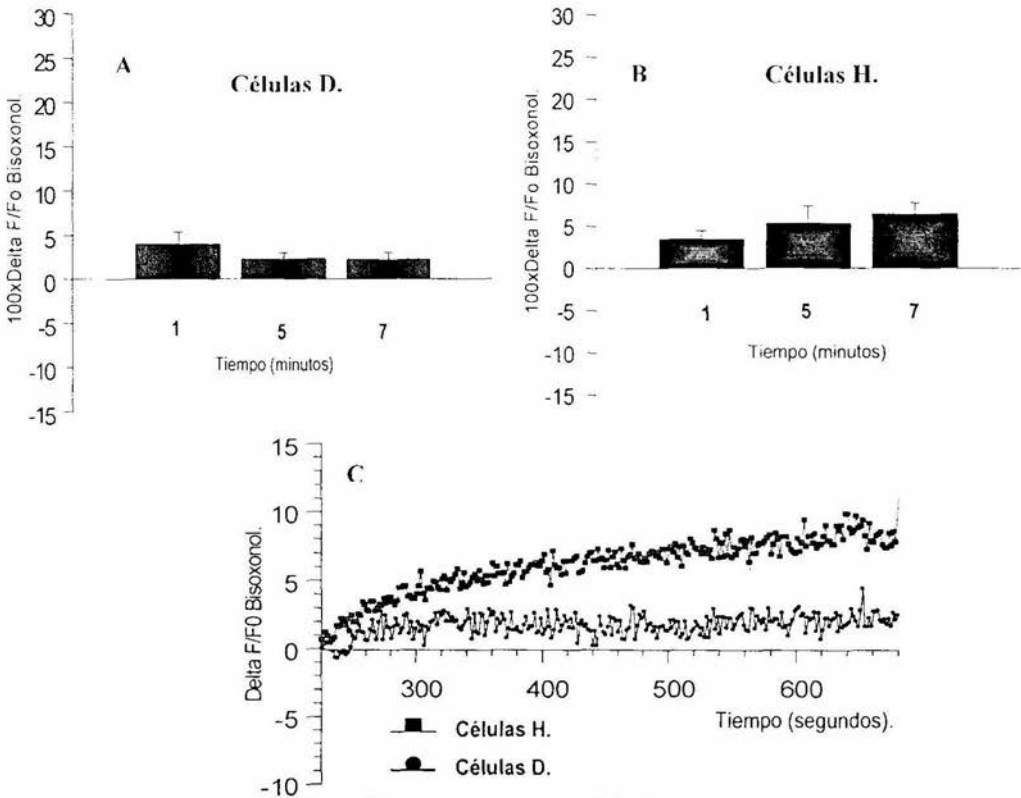 A
Células D.
100xDelta F/Fo Bisoxonol.
30
25
20
15
10
5
0
-5
-10
-15
1 5 7
Tiempo (minutos)
B
Células H.
100xDelta F/Fo Bisoxonol.
30
25
20
15
10
5
0
-5
-10
-15
1 5 7
Tiempo (minutos)
C
Delta F/F0 Bisoxonol.
15
10
5
0
-5
-10
300 400 500 600
Tiempo (segundos).
Células H.
Células D.